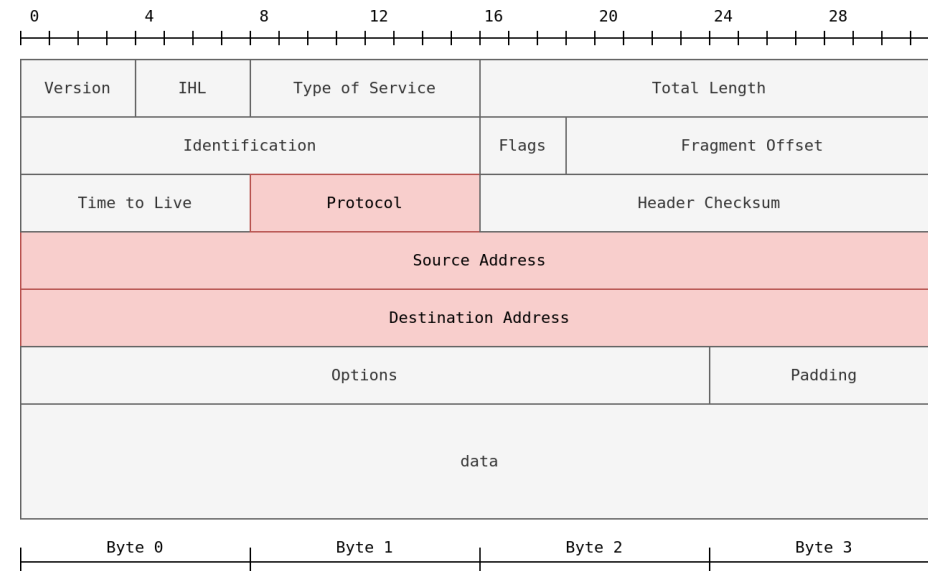 0 4 8 12 16 20 24 28
Version IHL Type of Service Total Length
Identification Flags Fragment Offset
Time to Live Protocol Header Checksum
Source Address
Destination Address
Options Padding
data
Byte 0 Byte 1 Byte 2 Byte 3